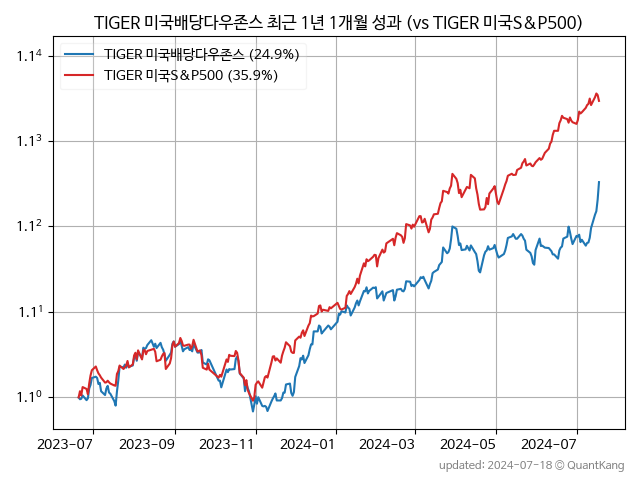 TIGER 미국배당다우존스 최근 1년 1개월 성과 (vs TIGER 미국S&P500)
TIGER 미국배당다우존스 (24.9%)
TIGER 미국S&P500 (35.9%)
1.1⁴
1.1³
1.1²
1.1¹
1.1⁰
2023-07 2023-09 2023-11 2024-01 2024-03 2024-05 2024-07
updated: 2024-07-18 © QuantKang